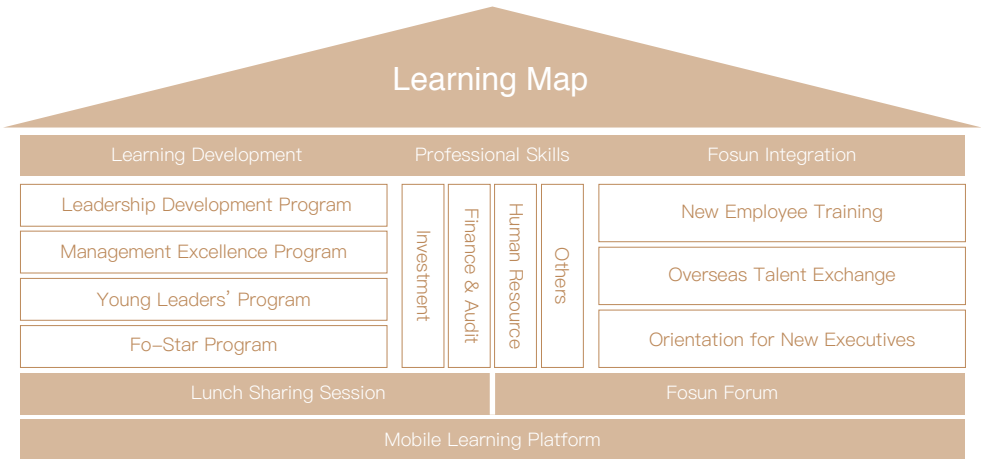 Learning Map
Learning Development
Professional Skills
Fosun Integration
Leadership Development Program
Management Excellence Program
Young Leaders’ Program
Fo-Star Program
Investment
Finance & Audit
Human Resource
Others
New Employee Training
Overseas Talent Exchange
Orientation for New Executives
Lunch Sharing Session
Fosun Forum
Mobile Learning Platform